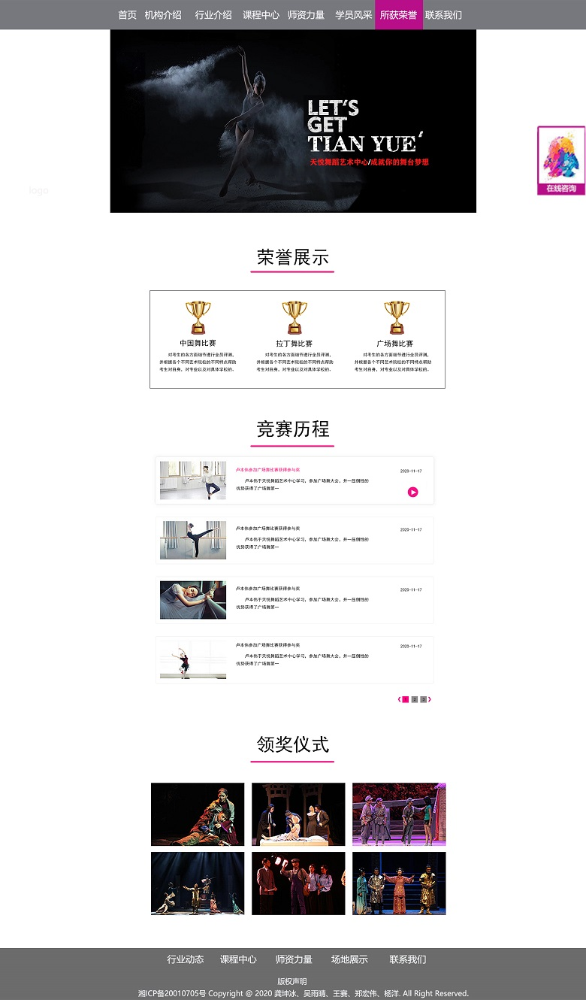 首页 机构介绍 行业介绍 课程中心 师资力量 学员风采 所获荣誉 联系我们
LET'S
GET
TIAN YUE'
天悦舞蹈艺术中心/成就你的舞台梦想
在线咨询
logo
荣誉展示
中国舞比赛 拉丁舞比赛 广场舞比赛
对考生的各方面细节进行全员评测, 对考生的各方面细节进行全员评测, 对考生的各方面细节进行全员评测,
并根据各个不同艺术院校的不同特点帮助 并根据各个不同艺术院校的不同特点帮助 并根据各个不同艺术院校的不同特点帮助
考生对自身, 对专业以及对具体学校的。 考生对自身, 对专业以及对具体学校的。 考生对自身, 对专业以及对具体学校的。
竞赛历程
卢本伟参加广场舞比赛获得参与奖 2020-11-17
卢本伟于天悦舞蹈艺术中心学习, 参加广场舞大会, 并一压倒性的
优势获得了广场舞第一
卢本伟参加广场舞比赛获得参与奖 2020-11-17
卢本伟于天悦舞蹈艺术中心学习, 参加广场舞大会, 并一压倒性的
优势获得了广场舞第一
卢本伟参加广场舞比赛获得参与奖 2020-11-17
卢本伟于天悦舞蹈艺术中心学习, 参加广场舞大会, 并一压倒性的
优势获得了广场舞第一
卢本伟参加广场舞比赛获得参与奖 2020-11-17
卢本伟于天悦舞蹈艺术中心学习, 参加广场舞大会, 并一压倒性的
优势获得了广场舞第一
❮ 1 2 3 ❯
领奖仪式
行业动态 课程中心 师资力量 场地展示 联系我们
版权声明
湘ICP备20010705号 Copyright @ 2020 龚坤冰、吴雨晴、王赛、郑宏伟、杨洋. All Right Reserved.